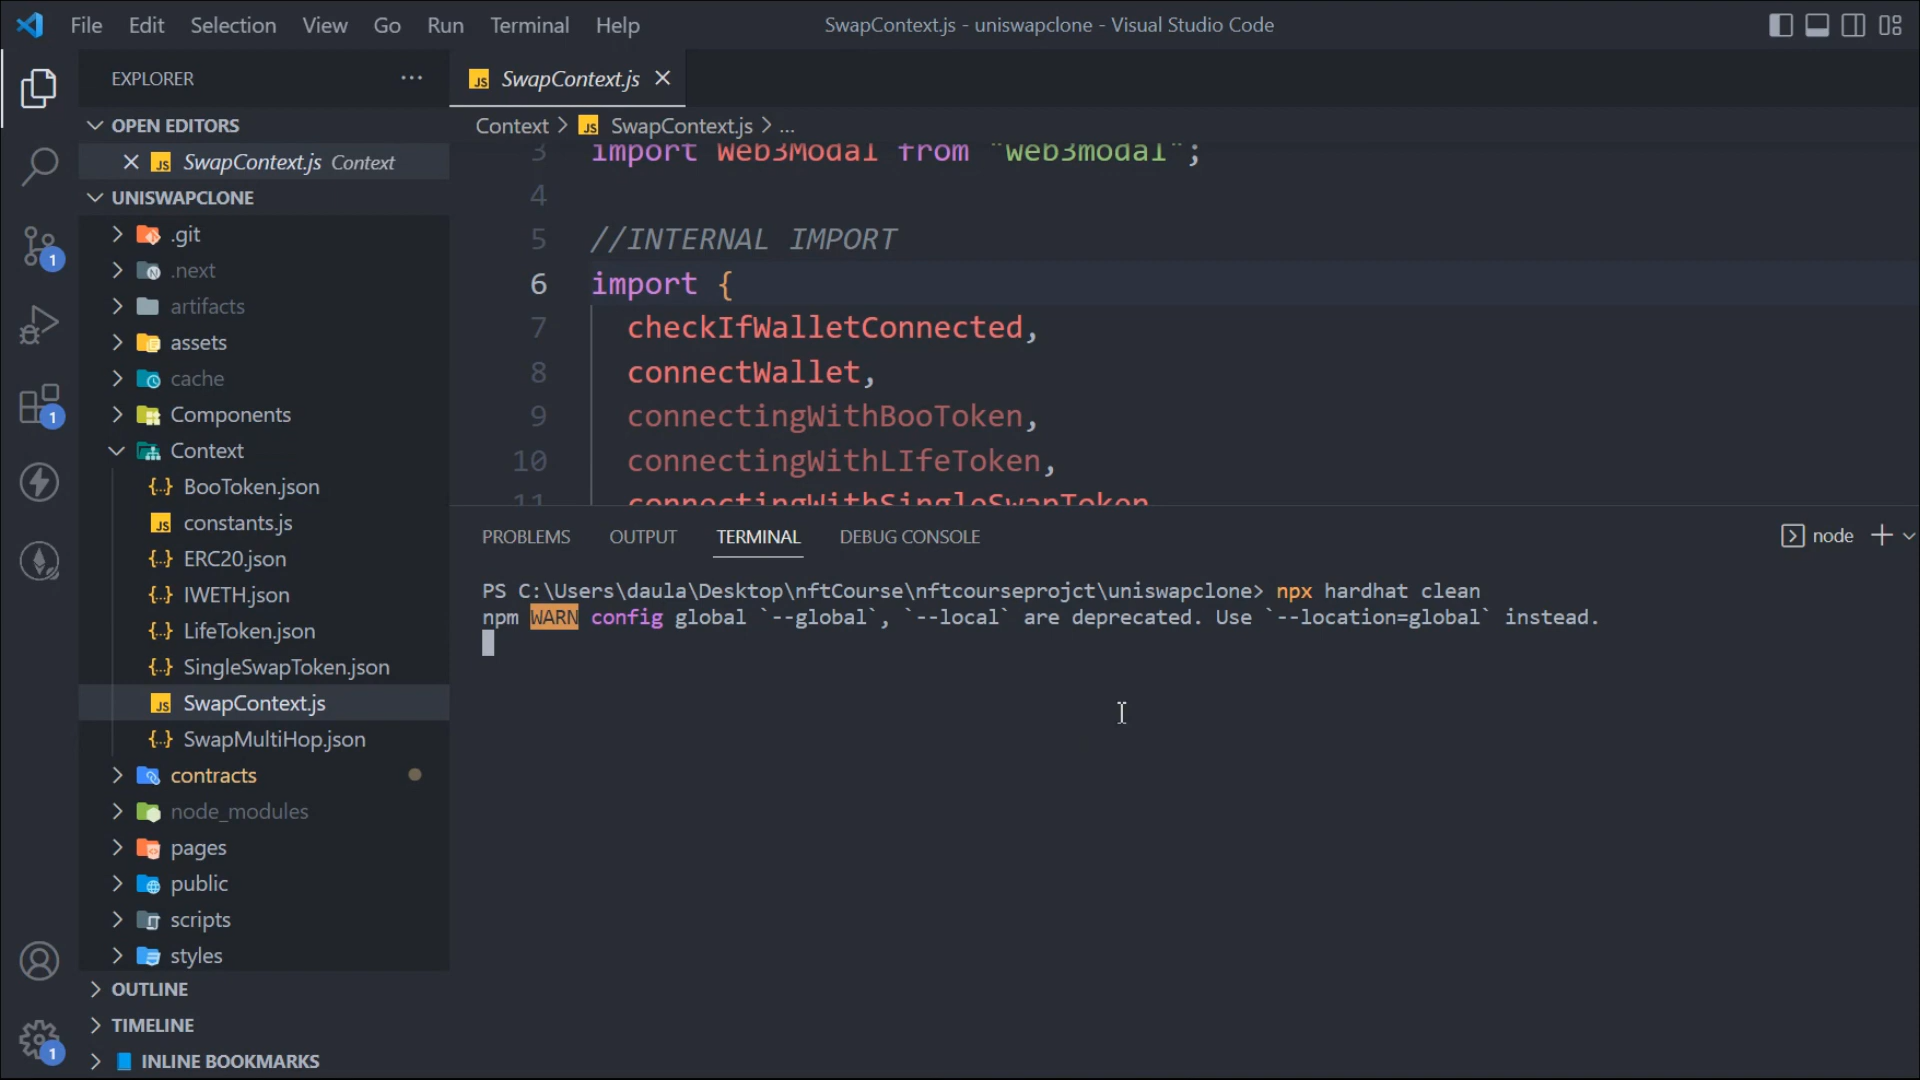 File Edit Selection View Go Run Terminal Help
SwapContext.js - uniswapclone - Visual Studio Code
EXPLORER
OPEN EDITORS
SwapContext.js Context
UNISWAPCLONE
.git
.next
artifacts
assets
cache
Components
Context
BooToken.json
constants.js
ERC20.json
IWETH.json
LifeToken.json
SingleSwapToken.json
SwapContext.js
SwapMultiHop.json
contracts
node_modules
pages
public
scripts
styles
OUTLINE
TIMELINE
INLINE BOOKMARKS
1
1
1
SwapContext.js
Context > SwapContext.js > ...
3 import Web3Modal from "web3modal";
4
5 //INTERNAL IMPORT
6 import {
7 checkIfWalletConnected,
8 connectWallet,
9 connectingWithBooToken,
10 connectingWithLIfeToken,
11 connectingWithSingleSwapToken
PROBLEMS OUTPUT TERMINAL DEBUG CONSOLE
node
PS C:\Users\daula\Desktop\nftCourse\nftcourseprojct\uniswapclone> npx hardhat clean
npm WARN config global `--global`, `--local` are deprecated. Use `--location=global` instead.